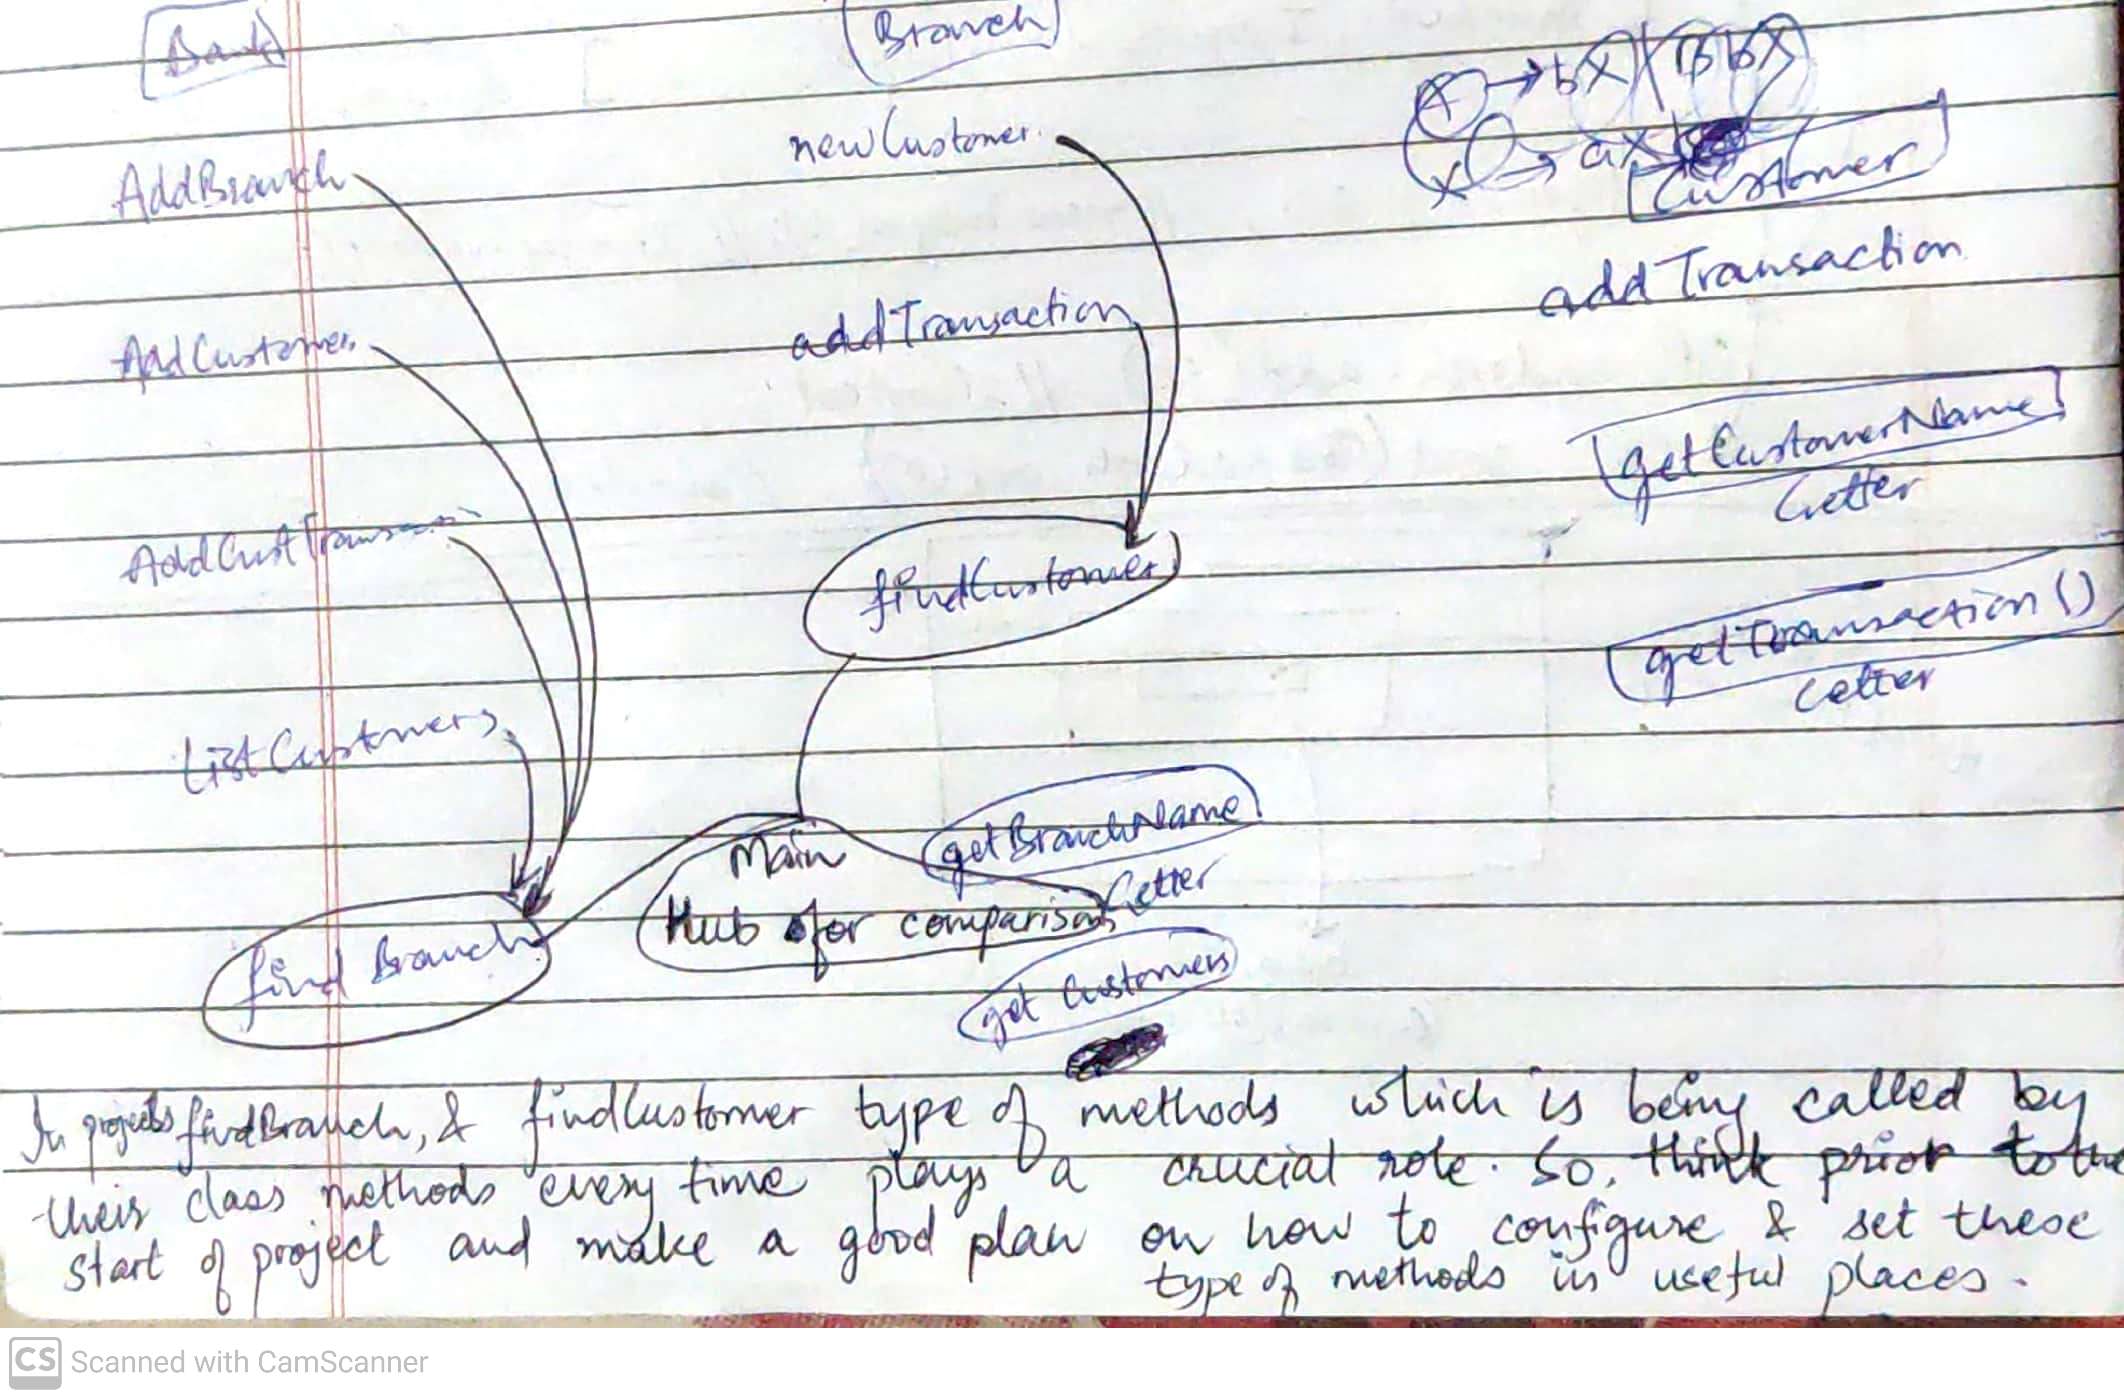 Bank
Branch
AddBranch
newCustomer
Customer
AddCustomer
addTransaction
addTransaction
AddCustTransac
getCustomerName
Getter
findCustomer
getTransaction()
Getter
ListCustomers
getBranchName
Getter
Main
Hub for comparison
find Branch
get Customers
In projects findBranch, & findCustomer type of methods which is being called by
their class methods every time plays a crucial role. So, think prior to the
start of project and make a good plan on how to configure & set these
type of methods in useful places.
CS Scanned with CamScanner